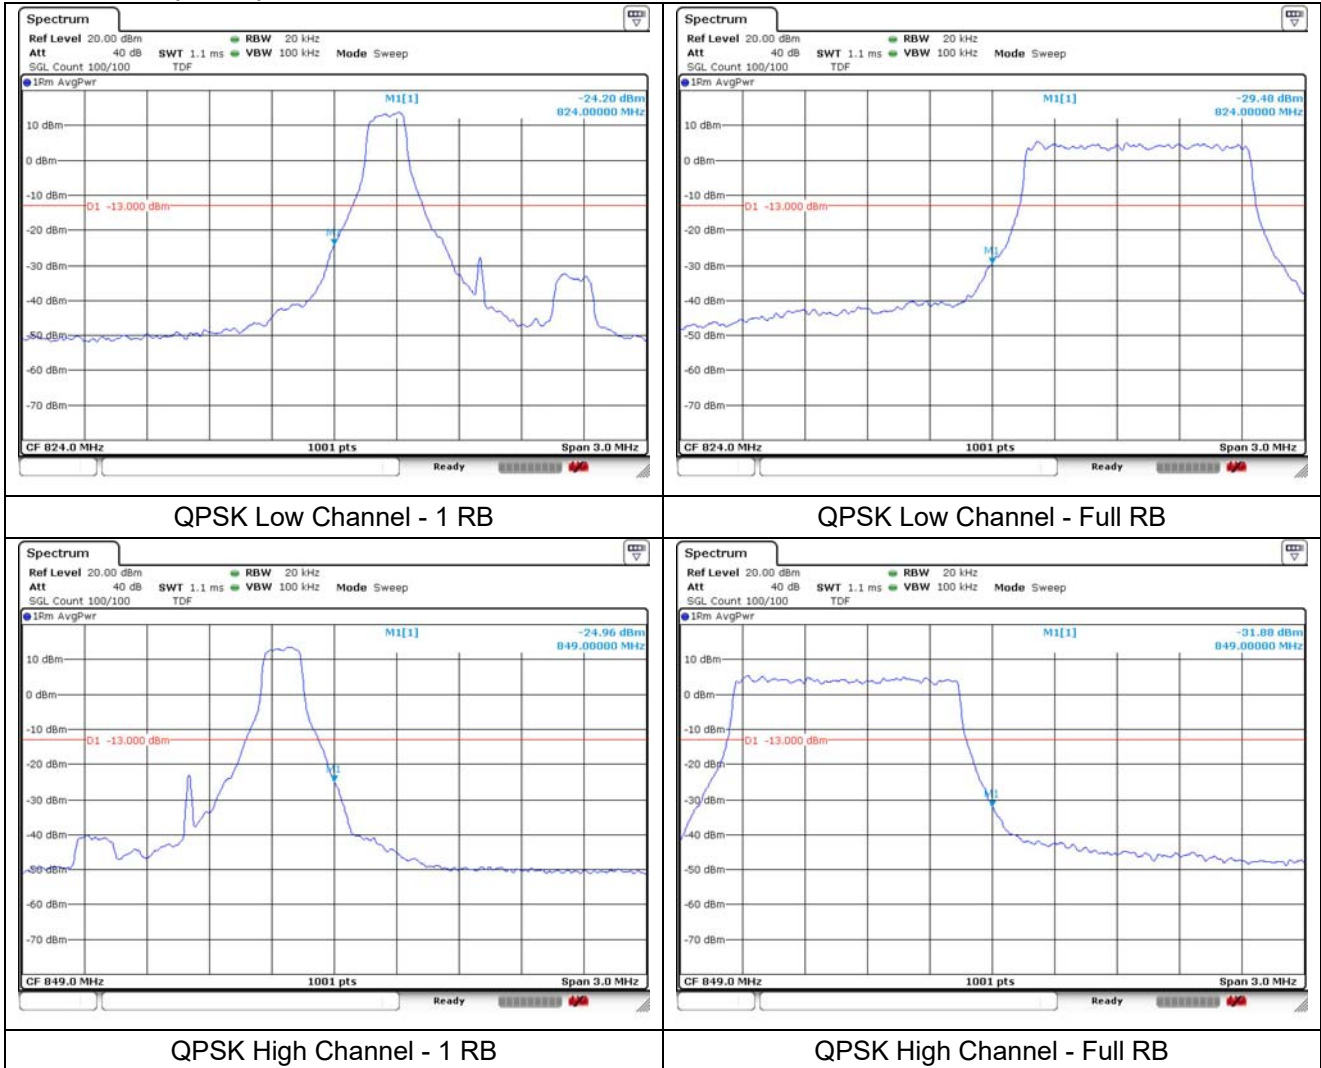 Spectrum
Ref Level 20.00 dBm RBW 20 kHz
Att 40 dB SWT 1.1 ms VBW 100 kHz Mode Sweep
SGL Count 100/100 TDF
1Rm AvgPwr
M1[1] -24.20 dBm
824.00000 MHz
10 dBm
0 dBm
-10 dBm
D1 -13.000 dBm
-20 dBm
M1
-30 dBm
-40 dBm
-50 dBm
-60 dBm
-70 dBm
CF 824.0 MHz 1001 pts Span 3.0 MHz
Ready
QPSK Low Channel - 1 RB
Spectrum
Ref Level 20.00 dBm RBW 20 kHz
Att 40 dB SWT 1.1 ms VBW 100 kHz Mode Sweep
SGL Count 100/100 TDF
1Rm AvgPwr
M1[1] -29.48 dBm
824.00000 MHz
10 dBm
0 dBm
-10 dBm
D1 -13.000 dBm
-20 dBm
M1
-30 dBm
-40 dBm
-50 dBm
-60 dBm
-70 dBm
CF 824.0 MHz 1001 pts Span 3.0 MHz
Ready
QPSK Low Channel - Full RB
Spectrum
Ref Level 20.00 dBm RBW 20 kHz
Att 40 dB SWT 1.1 ms VBW 100 kHz Mode Sweep
SGL Count 100/100 TDF
1Rm AvgPwr
M1[1] -24.96 dBm
849.00000 MHz
10 dBm
0 dBm
-10 dBm
D1 -13.000 dBm
-20 dBm
M1
-30 dBm
-40 dBm
-50 dBm
-60 dBm
-70 dBm
CF 849.0 MHz 1001 pts Span 3.0 MHz
Ready
QPSK High Channel - 1 RB
Spectrum
Ref Level 20.00 dBm RBW 20 kHz
Att 40 dB SWT 1.1 ms VBW 100 kHz Mode Sweep
SGL Count 100/100 TDF
1Rm AvgPwr
M1[1] -31.88 dBm
849.00000 MHz
10 dBm
0 dBm
-10 dBm
D1 -13.000 dBm
-20 dBm
M1
-30 dBm
-40 dBm
-50 dBm
-60 dBm
-70 dBm
CF 849.0 MHz 1001 pts Span 3.0 MHz
Ready
QPSK High Channel - Full RB